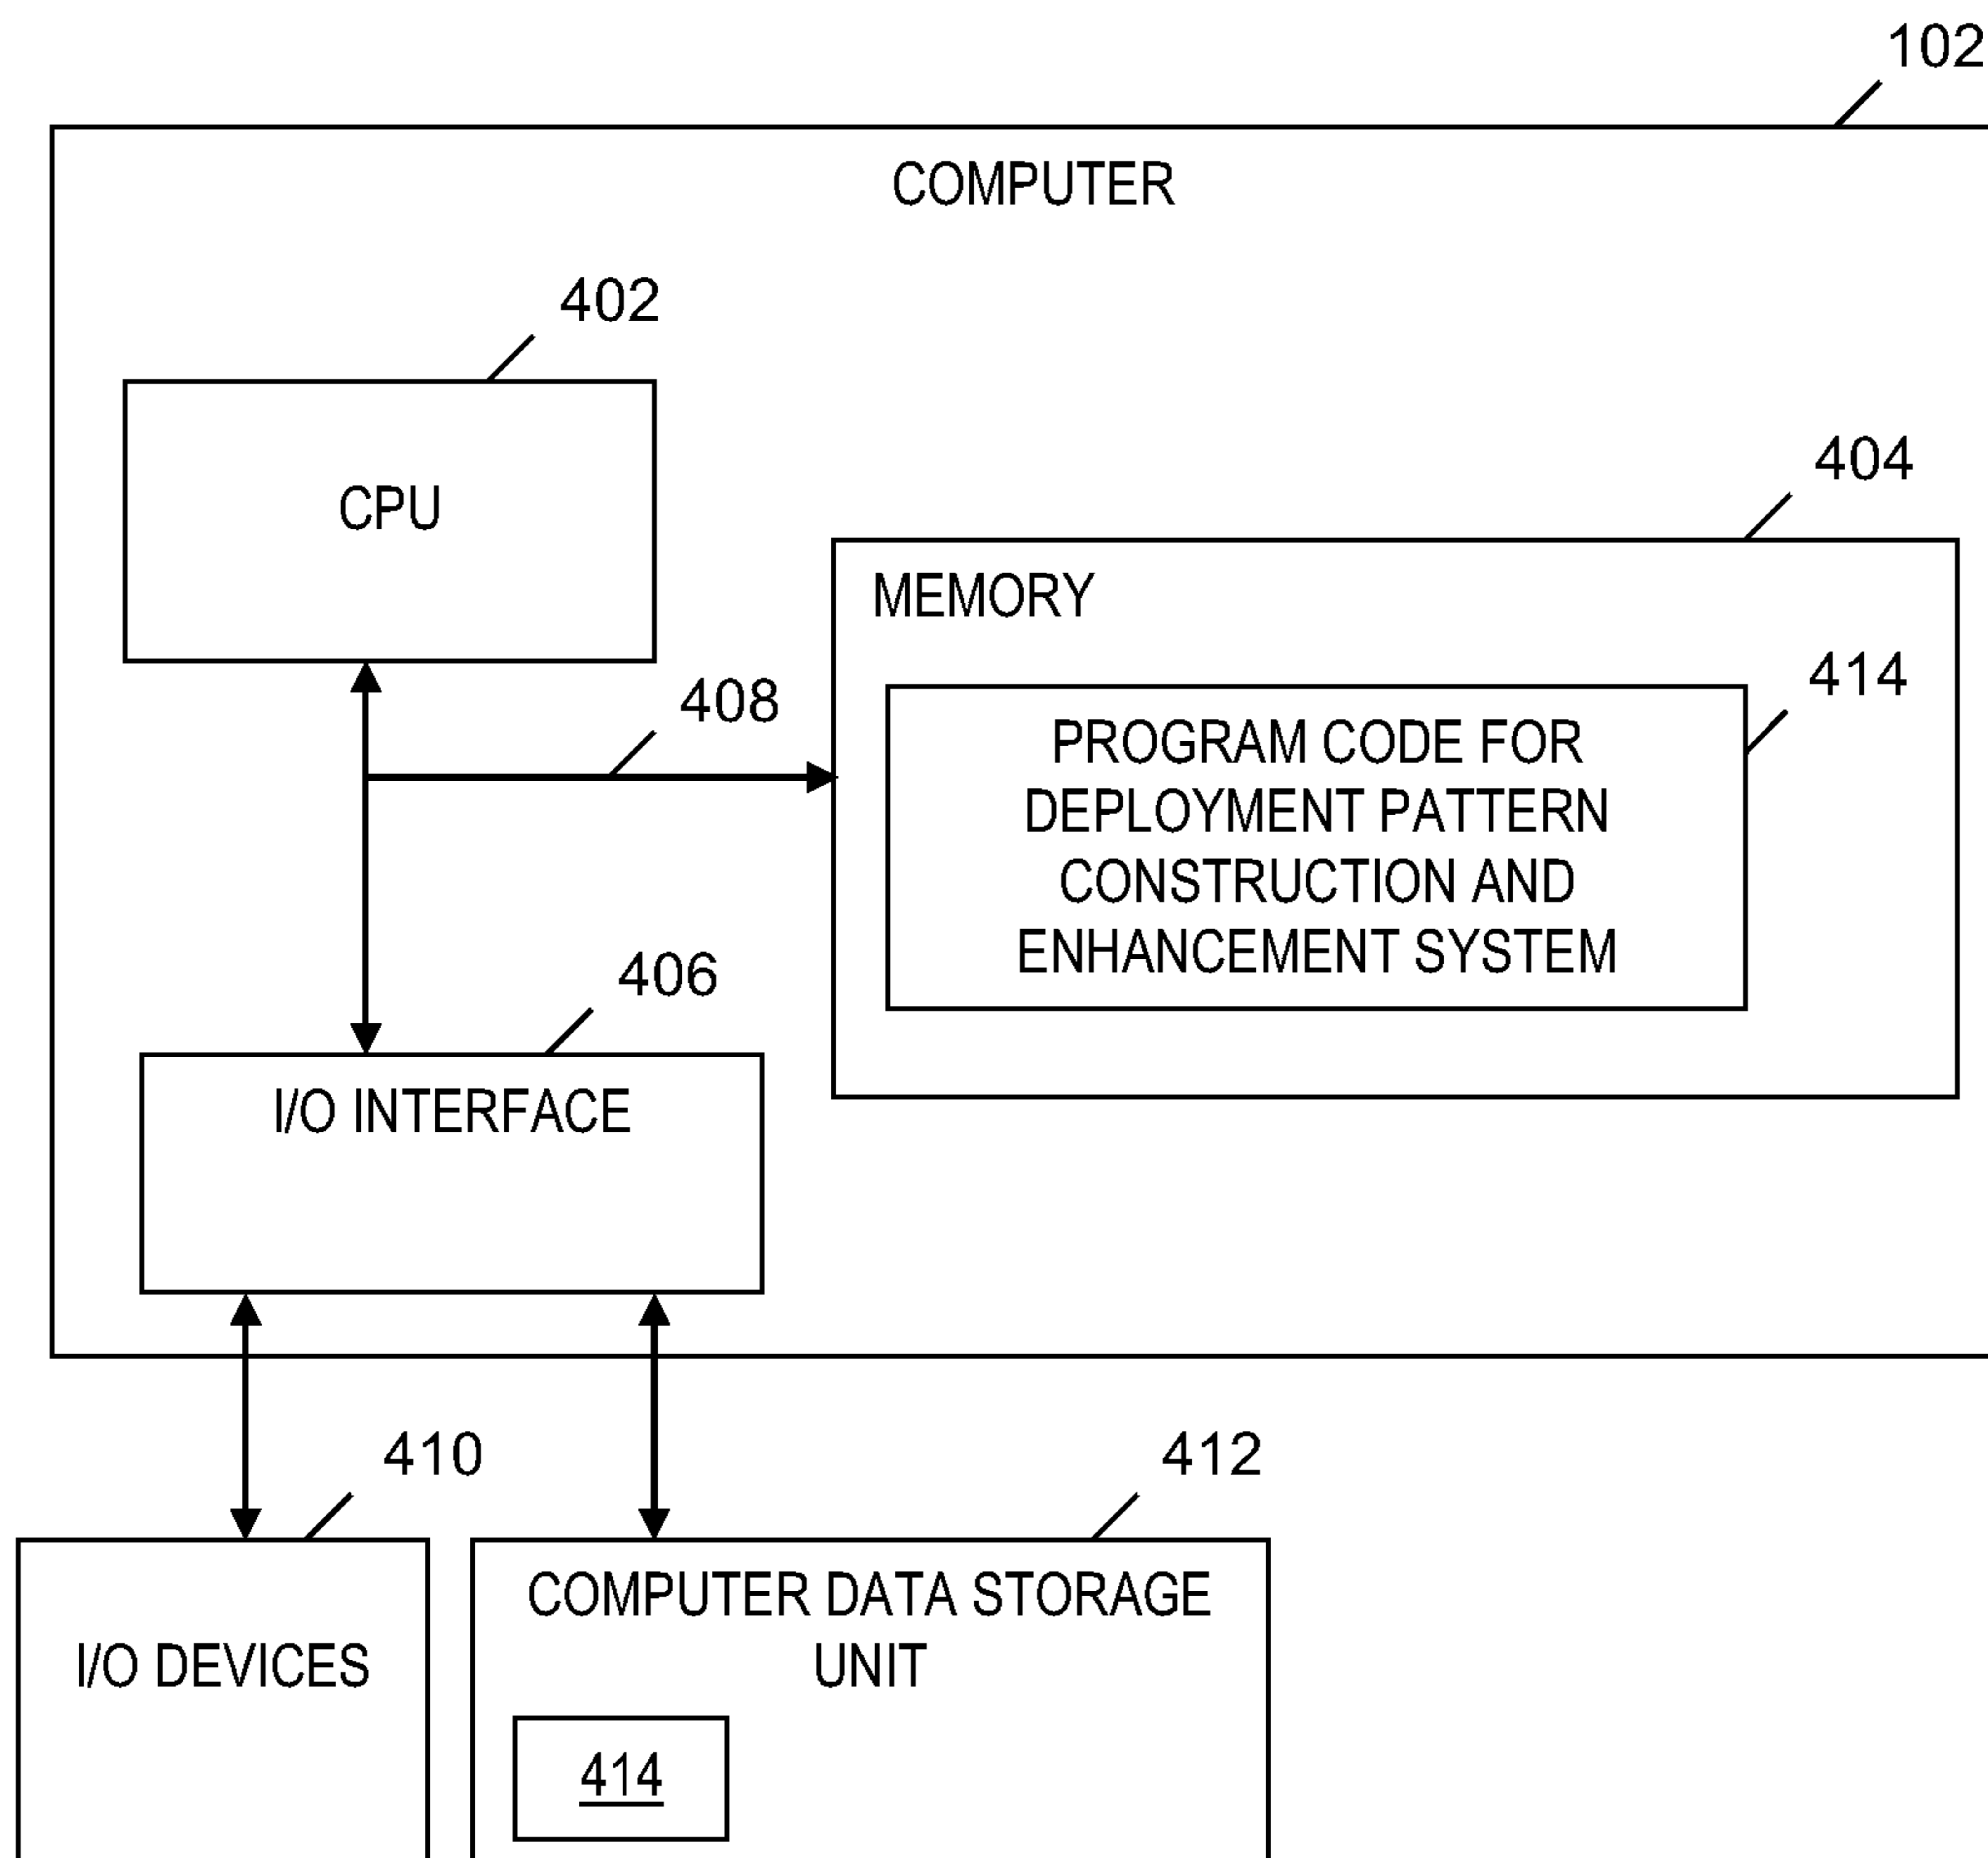 102
COMPUTER
402
CPU
404
MEMORY
414
408
PROGRAM CODE FOR
DEPLOYMENT PATTERN
CONSTRUCTION AND
ENHANCEMENT SYSTEM
406
I/O INTERFACE
410
412
I/O DEVICES
COMPUTER DATA STORAGE
UNIT
414